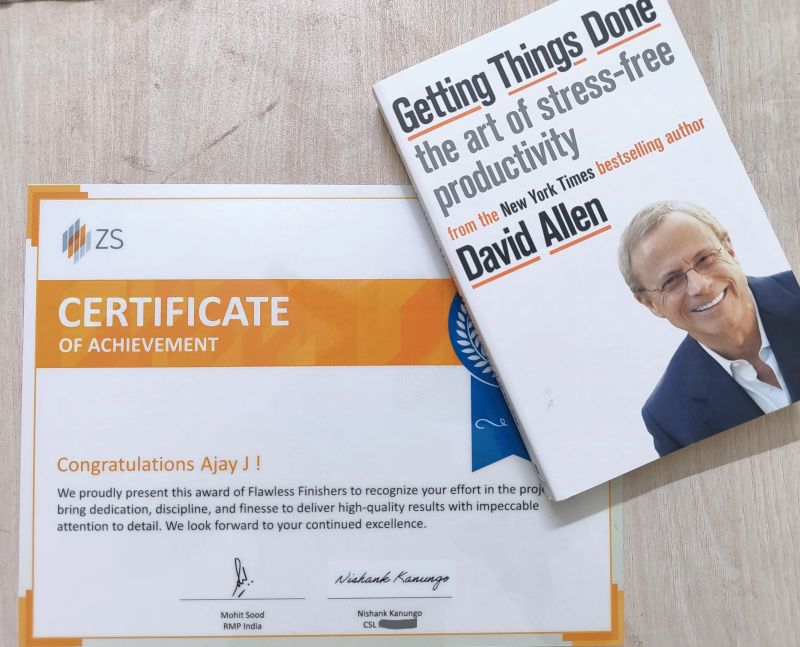 Getting Things Done
the art of stress-free
productivity
from the New York Times bestselling author
David Allen
ZS
CERTIFICATE
OF ACHIEVEMENT
Congratulations Ajay J !
We proudly present this award of Flawless Finishers to recognize your effort in the
bring dedication, discipline, and finesse to deliver high-quality results with impeccable
attention to detail. We look forward to your continued excellence.
Nishank Kanungo
Mohit Sood Nishank Kanungo
RMP India CSL